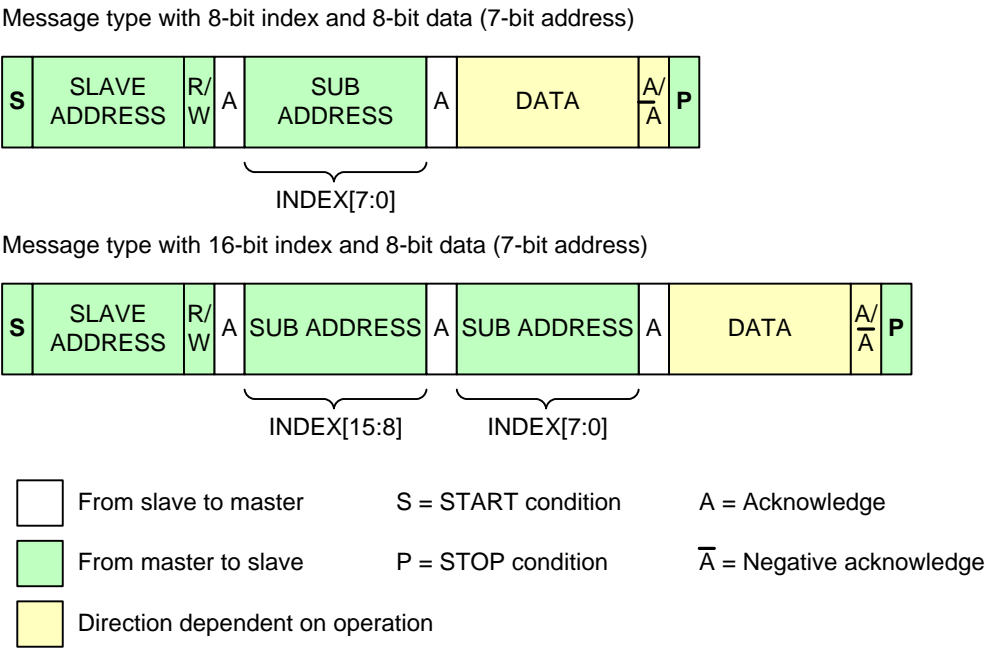 Message type with 8-bit index and 8-bit data (7-bit address)
S SLAVE ADDRESS R/W A SUB ADDRESS A DATA A/A̅ P
INDEX[7:0]
Message type with 16-bit index and 8-bit data (7-bit address)
S SLAVE ADDRESS R/W A SUB ADDRESS A SUB ADDRESS A DATA A/A̅ P
INDEX[15:8] INDEX[7:0]
From slave to master S = START condition A = Acknowledge
From master to slave P = STOP condition A̅ = Negative acknowledge
Direction dependent on operation